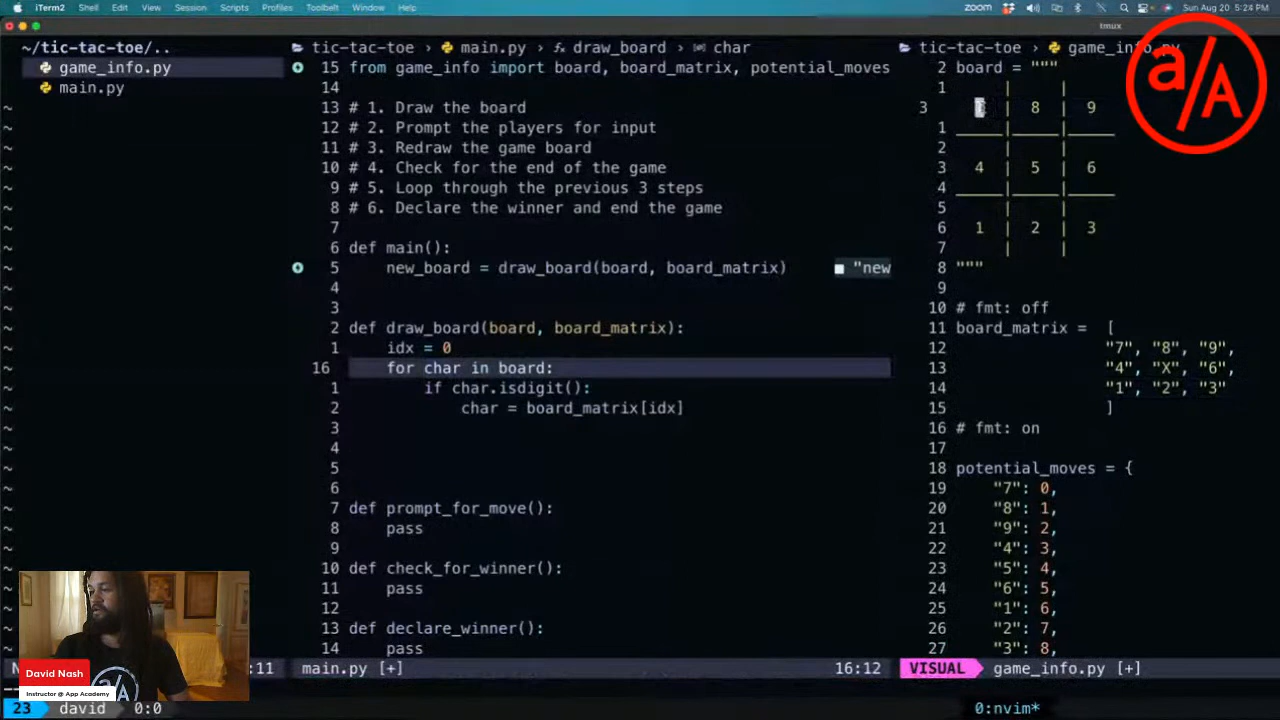 iTerm2 Shell Edit View Session Scripts Profiles Toolbelt Window Help zoom Sun Aug 20 5:24 PM
tmux
~/tic-tac-toe/..
game_info.py
main.py
tic-tac-toe › main.py › draw_board › char
15 from game_info import board, board_matrix, potential_moves
14
13 # 1. Draw the board
12 # 2. Prompt the players for input
11 # 3. Redraw the game board
10 # 4. Check for the end of the game
9 # 5. Loop through the previous 3 steps
8 # 6. Declare the winner and end the game
7
6 def main():
5 new_board = draw_board(board, board_matrix) ■ "new
4
3
2 def draw_board(board, board_matrix):
1 idx = 0
16 for char in board:
1 if char.isdigit():
2 char = board_matrix[idx]
3
4
5
6
7 def prompt_for_move():
8 pass
9
10 def check_for_winner():
11 pass
12
13 def declare_winner():
14 pass
tic-tac-toe › game_info.py
2 board = """
1 | |
3 | 8 | 9
1 _____|_____|_____
2 | |
3 4 | 5 | 6
4 _____|_____|_____
5 | |
6 1 | 2 | 3
7 | |
8 """
9
10 # fmt: off
11 board_matrix = [
12 "7", "8", "9",
13 "4", "X", "6",
14 "1", "2", "3"
15 ]
16 # fmt: on
17
18 potential_moves = {
19 "7": 0,
20 "8": 1,
21 "9": 2,
22 "4": 3,
23 "5": 4,
24 "6": 5,
25 "1": 6,
26 "2": 7,
27 "3": 8,
a/A
N :11 main.py [+] 16:12 VISUAL game_info.py [+]
David Nash
Instructor @ App Academy
a/A
23 david 0:0 0:nvim*